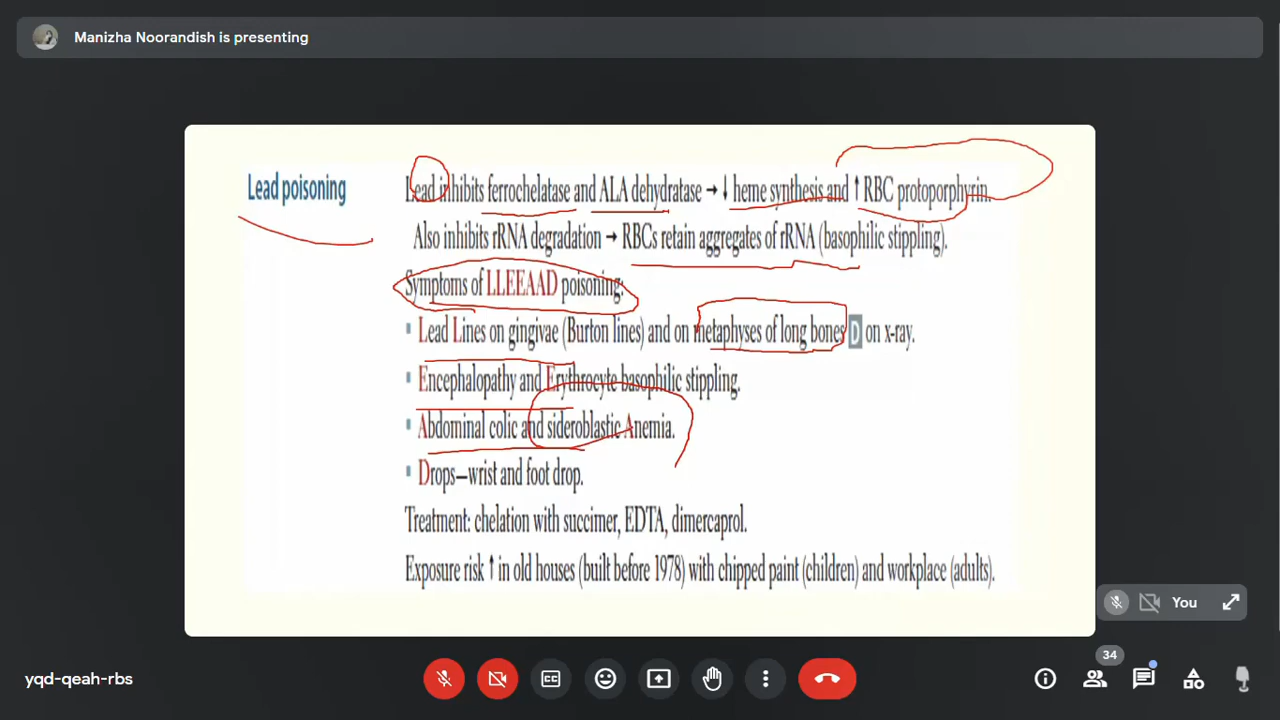 Manizha Noorandish is presenting
Lead poisoning
Lead inhibits ferrochelatase and ALA dehydratase → ↓ heme synthesis and ↑ RBC protoporphyrin.
Also inhibits rRNA degradation → RBCs retain aggregates of rRNA (basophilic stippling).
Symptoms of LLEEAAD poisoning:
▪ Lead Lines on gingivae (Burton lines) and on metaphyses of long bones D on x-ray.
▪ Encephalopathy and Erythrocyte basophilic stippling.
▪ Abdominal colic and sideroblastic Anemia.
▪ Drops—wrist and foot drop.
Treatment: chelation with succimer, EDTA, dimercaprol.
Exposure risk ↑ in old houses (built before 1978) with chipped paint (children) and workplace (adults).
You
34
yqd-qeah-rbs
CC